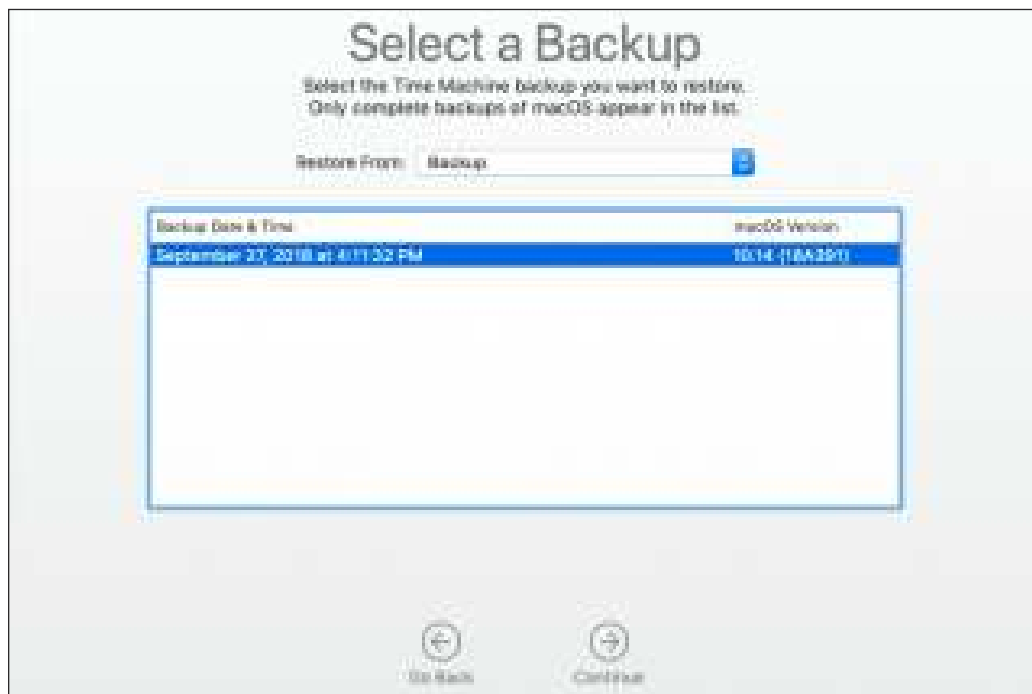 Select a Backup
Select the Time Machine backup you want to restore.
Only complete backups of macOS appear in the list.
Restore From: Backup
Backup Date & Time macOS Version
September 27, 2018 at 4:11:32 PM 10.14 (18A391)
Go Back Continue